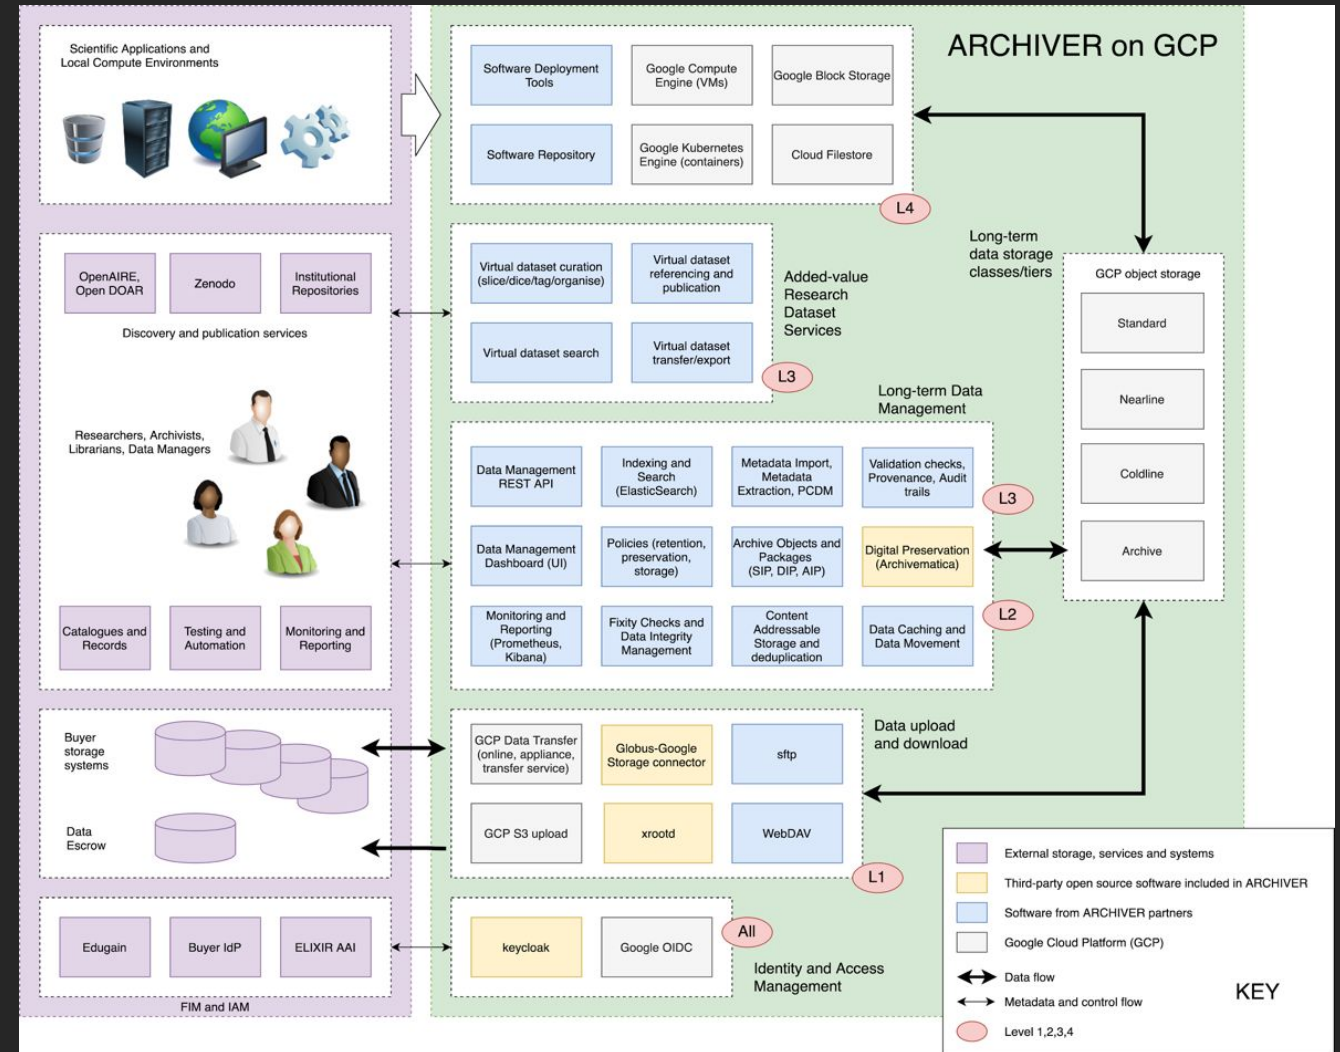 ARCHIVER on GCP
Scientific Applications and
Local Compute Environments
Software Deployment
Tools
Google Compute
Engine (VMs)
Google Block Storage
Software Repository
Google Kubernetes
Engine (containers)
Cloud Filestore
L4
OpenAIRE,
Open DOAR
Zenodo
Institutional
Repositories
Discovery and publication services
Researchers, Archivists,
Librarians, Data Managers
Catalogues and
Records
Testing and
Automation
Monitoring and
Reporting
Virtual dataset curation
(slice/dice/tag/organise)
Virtual dataset
referencing and
publication
Virtual dataset search
Virtual dataset
transfer/export
Added-value
Research
Dataset
Services
L3
Long-term
data storage
classes/tiers
GCP object storage
Standard
Nearline
Coldline
Archive
Long-term Data
Management
Data Management
REST API
Indexing and
Search
(ElasticSearch)
Metadata Import,
Metadata
Extraction, PCDM
Validation checks,
Provenance, Audit
trails
L3
Data Management
Dashboard (UI)
Policies (retention,
preservation,
storage)
Archive Objects and
Packages
(SIP, DIP, AIP)
Digital Preservation
(Archivematica)
Monitoring and
Reporting
(Prometheus,
Kibana)
Fixity Checks and
Data Integrity
Management
Content
Addressable
Storage and
deduplication
Data Caching and
Data Movement
L2
Buyer
storage
systems
Data
Escrow
GCP Data Transfer
(online, appliance,
transfer service)
Globus-Google
Storage connector
sftp
GCP S3 upload
xrootd
WebDAV
Data upload
and download
L1
Edugain
Buyer IdP
ELIXIR AAI
FIM and IAM
keycloak
Google OIDC
All
Identity and Access
Management
External storage, services and systems
Third-party open source software included in ARCHIVER
Software from ARCHIVER partners
Google Cloud Platform (GCP)
Data flow
Metadata and control flow
Level 1,2,3,4
KEY